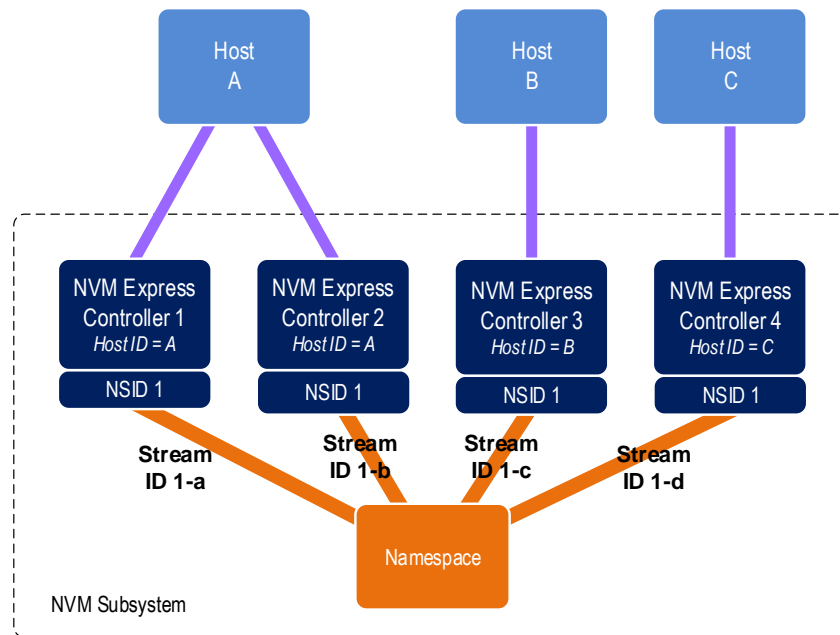 Host
A
Host
B
Host
C
NVM Express
Controller 1
Host ID = A
NVM Express
Controller 2
Host ID = A
NVM Express
Controller 3
Host ID = B
NVM Express
Controller 4
Host ID = C
NSID 1
NSID 1
NSID 1
NSID 1
Stream
ID 1-a
Stream
ID 1-b
Stream
ID 1-c
Stream
ID 1-d
Namespace
NVM Subsystem